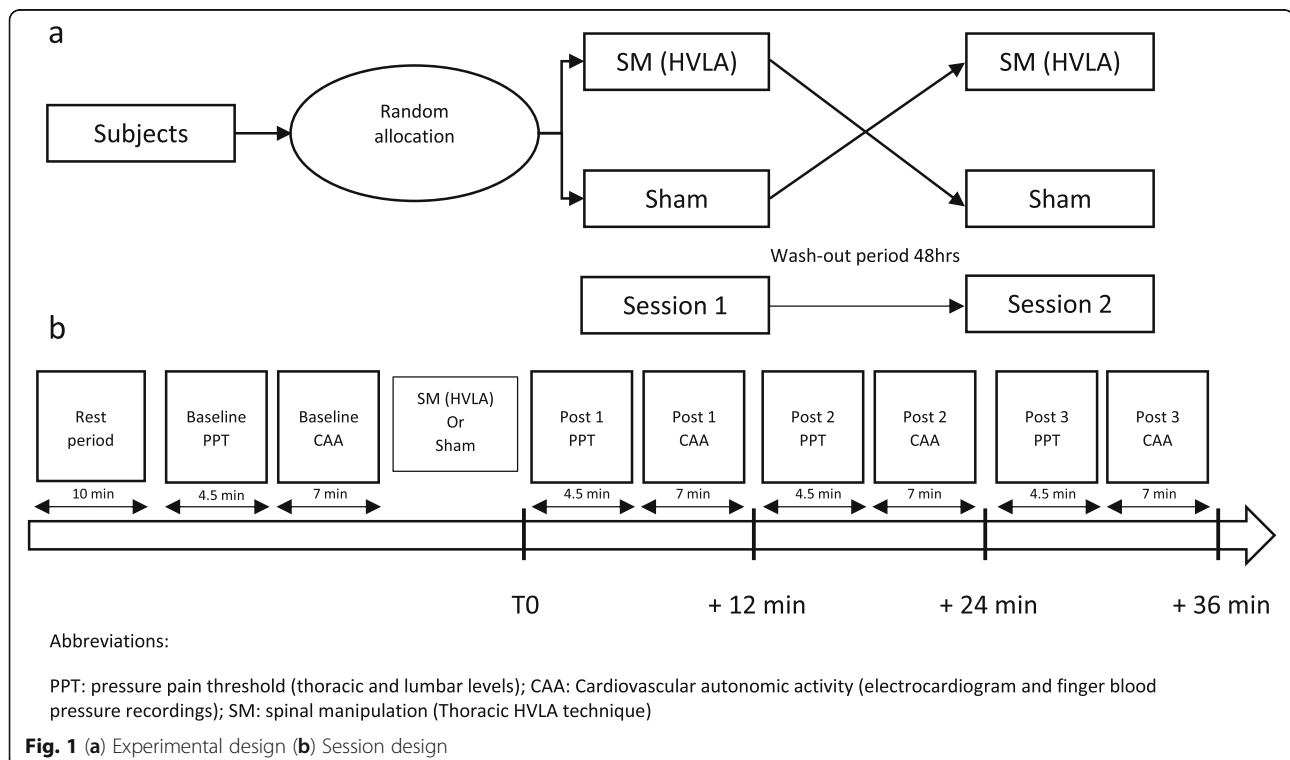 a
Subjects
Random
allocation
SM (HVLA)
Sham
SM (HVLA)
Sham
Wash-out period 48hrs
Session 1
Session 2
b
Rest
period
Baseline
PPT
Baseline
CAA
SM (HVLA)
Or
Sham
Post 1
PPT
Post 1
CAA
Post 2
PPT
Post 2
CAA
Post 3
PPT
Post 3
CAA
10 min
4.5 min
7 min
4.5 min
7 min
4.5 min
7 min
4.5 min
7 min
T0
+ 12 min
+ 24 min
+ 36 min
Abbreviations:
PPT: pressure pain threshold (thoracic and lumbar levels); CAA: Cardiovascular autonomic activity (electrocardiogram and finger blood
pressure recordings); SM: spinal manipulation (Thoracic HVLA technique)
Fig. 1 (a) Experimental design (b) Session design